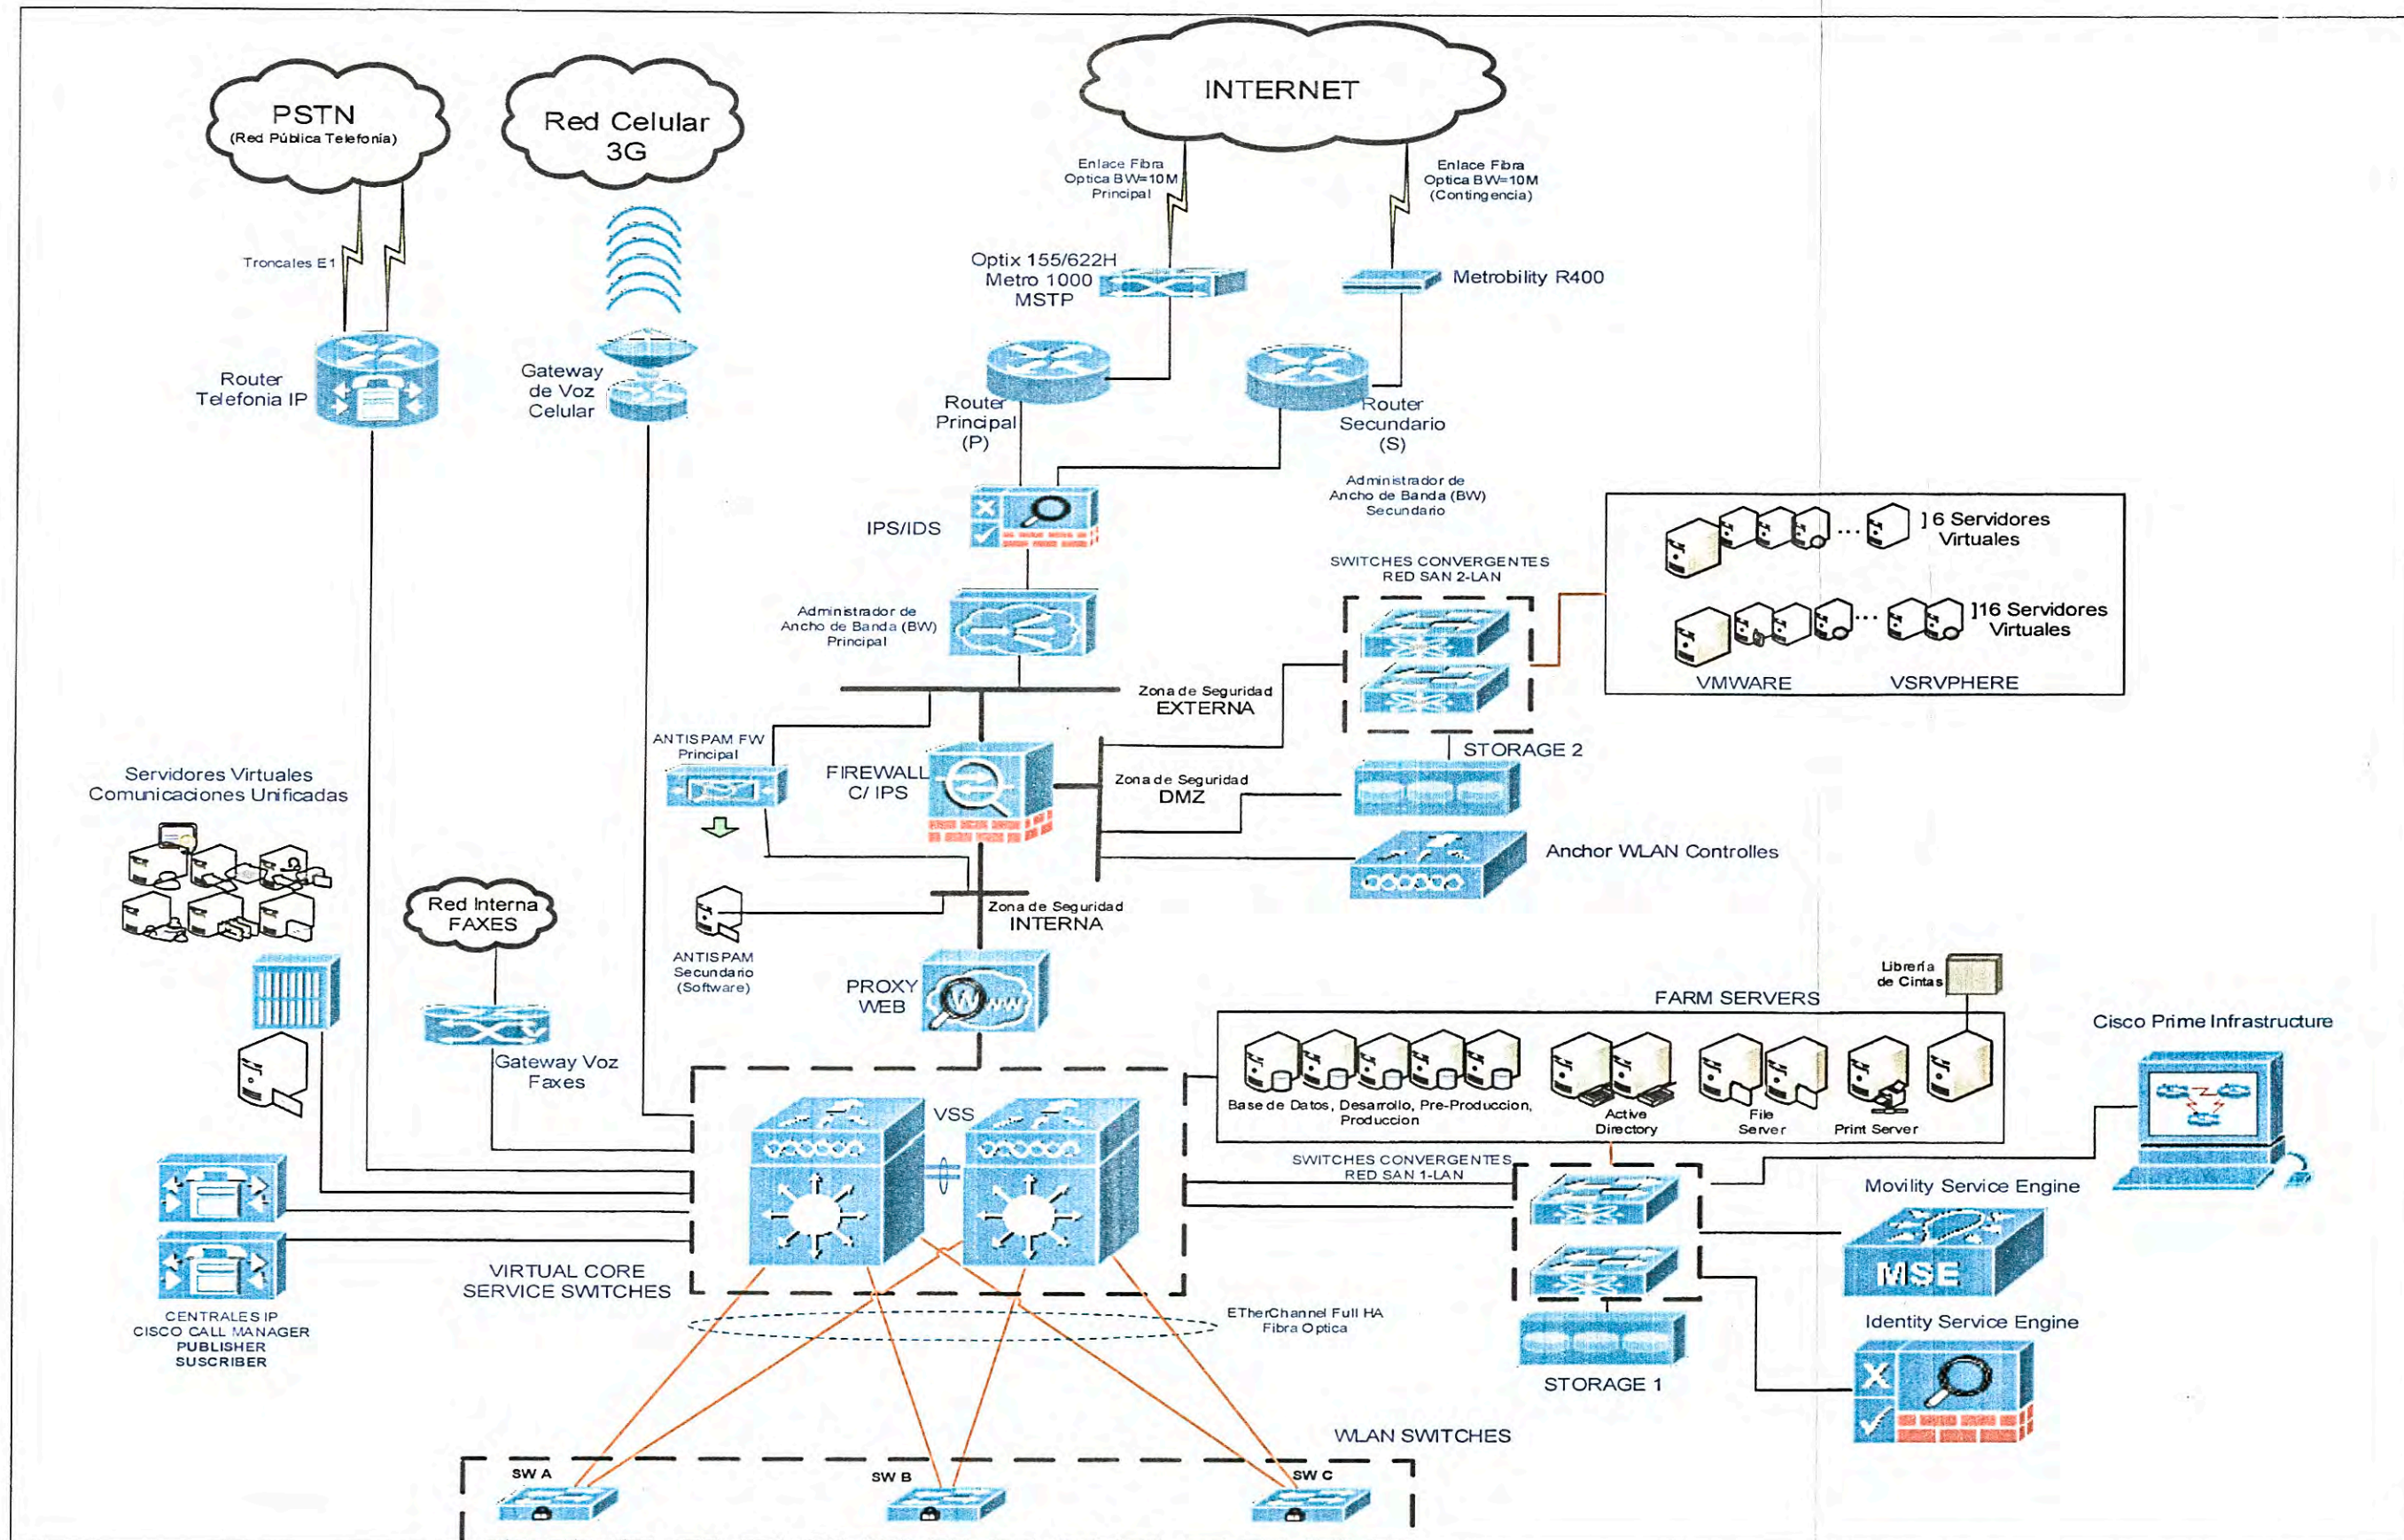 PSTN
(Red Pública Telefonía)
Red Celular
3G
INTERNET
Enlace Fibra
Optica BW=10M
Principal
Enlace Fibra
Optica BW=10M
(Contingencia)
Troncales E1
Optix 155/622H
Metro 1000
MSTP
Metrobility R400
Router
Telefonia IP
Gateway
de Voz
Celular
Router
Principal
(P)
Router
Secundario
(S)
IPS/IDS
Administrador de
Ancho de Banda (BW)
Secundario
] 6 Servidores
Virtuales
SWITCHES CONVERGENTES
RED SAN 2-LAN
Administrador de
Ancho de Banda (BW)
Principal
]16 Servidores
Virtuales
VMWARE
VSRVPHERE
Zona de Seguridad
EXTERNA
ANTISPAM FW
Principal
STORAGE 2
FIREWALL
C/ IPS
Zona de Seguridad
DMZ
Servidores Virtuales
Comunicaciones Unificadas
Anchor WLAN Controlles
Red Interna
FAXES
Zona de Seguridad
INTERNA
ANTISPAM
Secundario
(Software)
PROXY
WEB
W
WW
Librería
de Cintas
FARM SERVERS
Cisco Prime Infrastructure
Gateway Voz
Faxes
VSS
Base de Datos, Desarrollo, Pre-Produccion,
Produccion
Active
Directory
File
Server
Print Server
SWITCHES CONVERGENTES
RED SAN 1-LAN
Movility Service Engine
MSE
VIRTUAL CORE
SERVICE SWITCHES
CENTRALES IP
CISCO CALL MANAGER
PUBLISHER
SUSCRIBER
ETherChannel Full HA
Fibra Optica
Identity Service Engine
STORAGE 1
WLAN SWITCHES
SW A
SW B
SW C